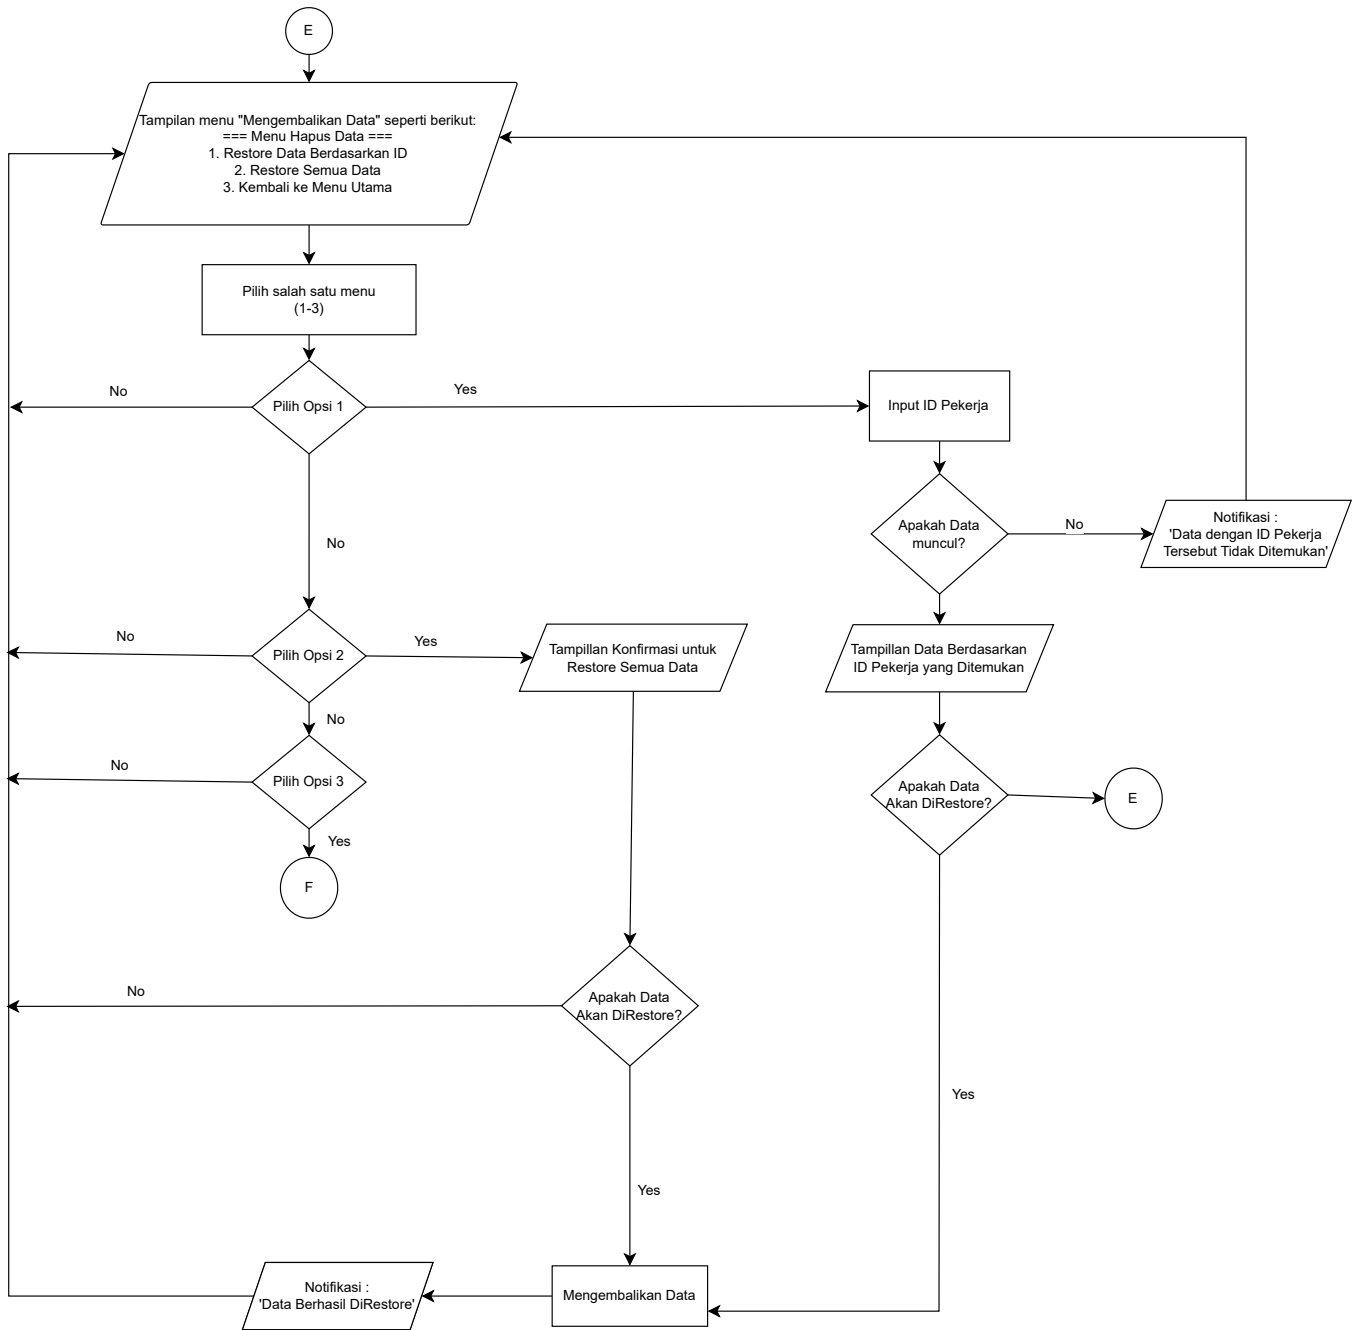 E
Tampilan menu "Mengembalikan Data" seperti berikut:
=== Menu Hapus Data ===
1. Restore Data Berdasarkan ID
2. Restore Semua Data
3. Kembali ke Menu Utama
Pilih salah satu menu
(1-3)
No
Pilih Opsi 1
Yes
Input ID Pekerja
No
Apakah Data
muncul?
No
Notifikasi :
'Data dengan ID Pekerja
Tersebut Tidak Ditemukan'
No
Pilih Opsi 2
Yes
Tampillan Konfirmasi untuk
Restore Semua Data
Tampillan Data Berdasarkan
ID Pekerja yang Ditemukan
No
No
Pilih Opsi 3
Yes
F
Apakah Data
Akan DiRestore?
E
No
Apakah Data
Akan DiRestore?
Yes
Yes
Notifikasi :
'Data Berhasil DiRestore'
Mengembalikan Data